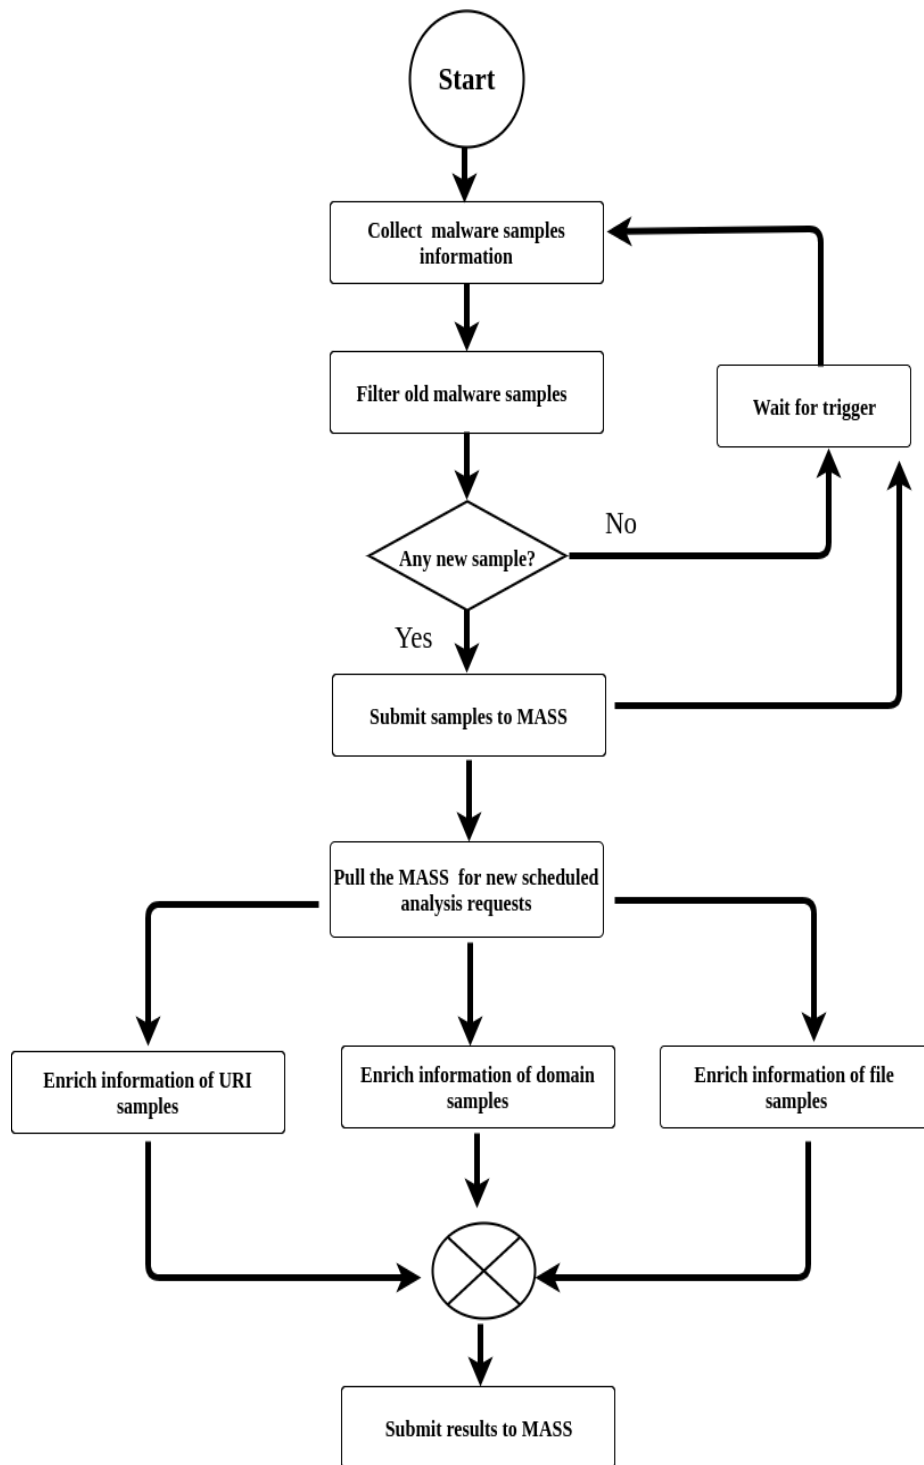 Start
Collect malware samples
information
Filter old malware samples
Wait for trigger
No
Any new sample?
Yes
Submit samples to MASS
Pull the MASS for new scheduled
analysis requests
Enrich information of URI
samples
Enrich information of domain
samples
Enrich information of file
samples
Submit results to MASS